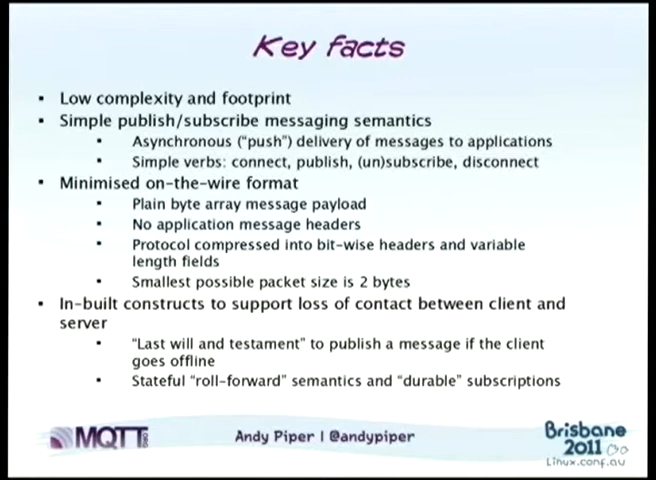 Key facts
▪ Low complexity and footprint
▪ Simple publish/subscribe messaging semantics
▪ Asynchronous (“push”) delivery of messages to applications
▪ Simple verbs: connect, publish, (un)subscribe, disconnect
▪ Minimised on-the-wire format
▪ Plain byte array message payload
▪ No application message headers
▪ Protocol compressed into bit-wise headers and variable
length fields
▪ Smallest possible packet size is 2 bytes
▪ In-built constructs to support loss of contact between client and
server
▪ “Last will and testament” to publish a message if the client
goes offline
▪ Stateful “roll-forward” semantics and “durable” subscriptions
MQTT
Andy Piper | @andypiper
Brisbane
2011
Linux.conf.au